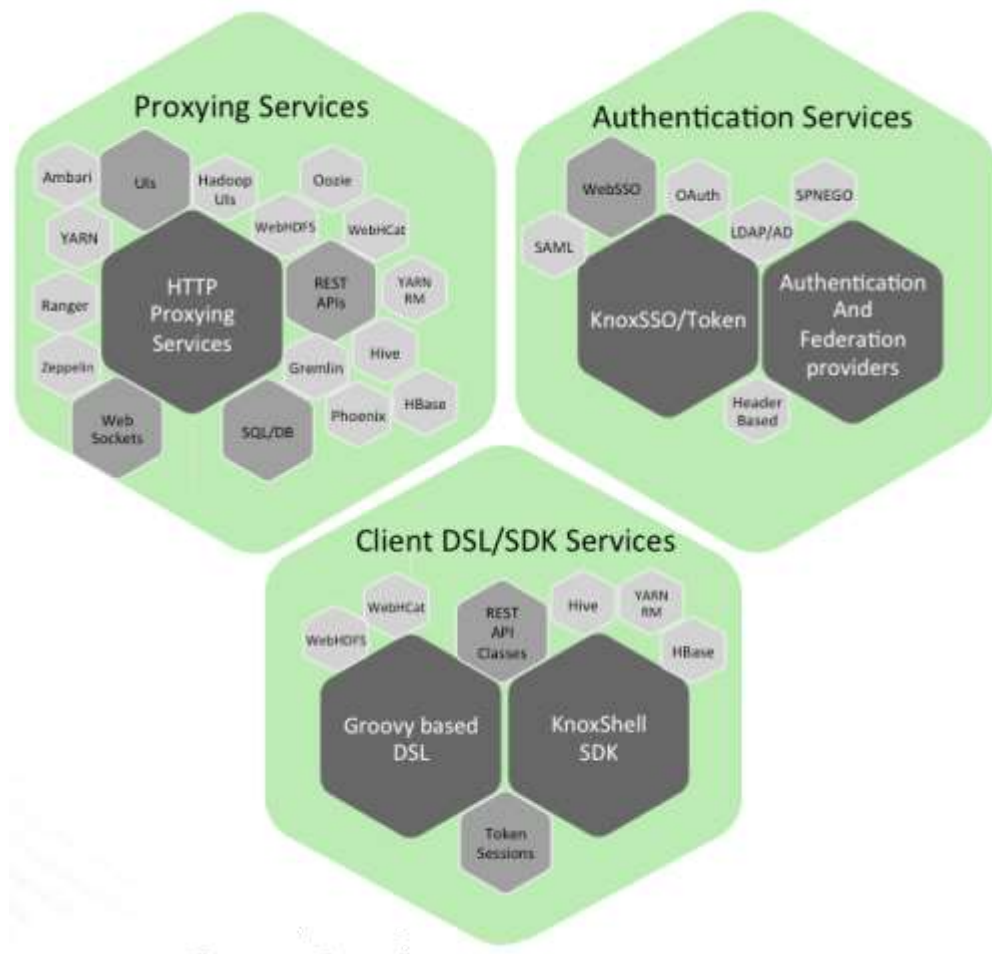 Proxying Services
Ambari
UIs
Hadoop
UIs
Oozie
YARN
WebHDFS
WebHCat
HTTP
Proxying
Services
REST
APIs
YARN
RM
Ranger
Zeppelin
Gremlin
Hive
Web
Sockets
SQL/DB
Phoenix
HBase
Authentication Services
WebSSO
OAuth
SPNEGO
SAML
LDAP/AD
KnoxSSO/Token
Authentication
And
Federation
providers
Header
Based
Client DSL/SDK Services
WebHDFS
WebHCat
REST
API
Classes
Hive
YARN
RM
HBase
Groovy based
DSL
KnoxShell
SDK
Token
Sessions